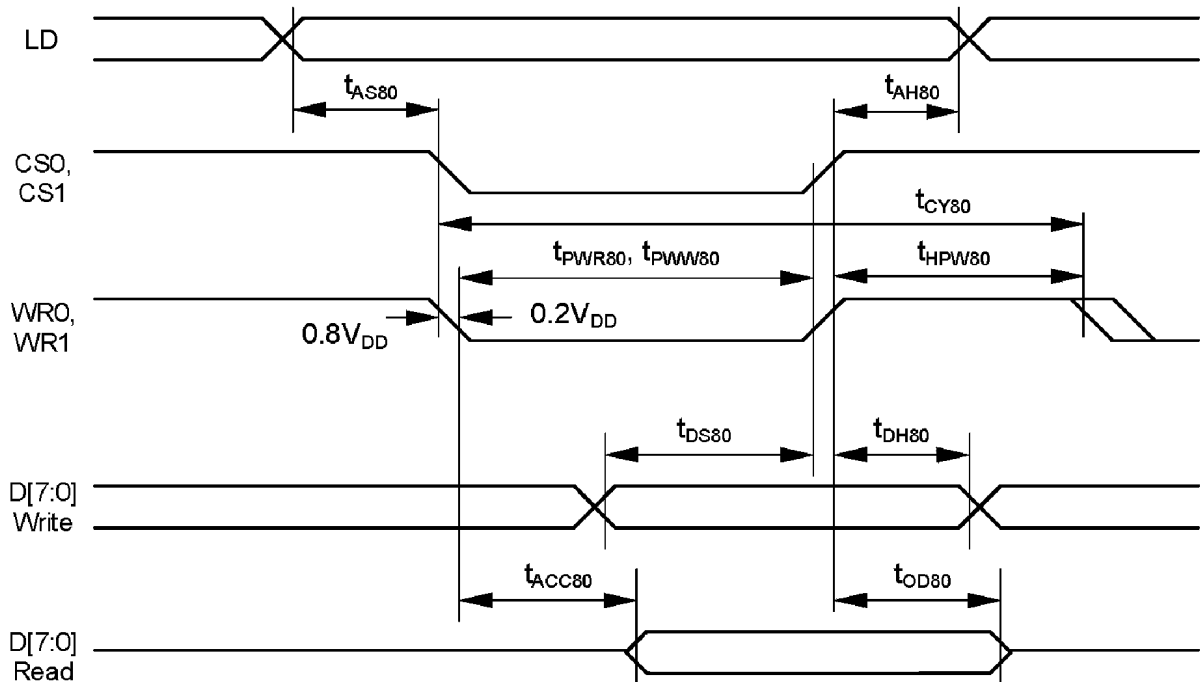 LD
tAS80
tAH80
CS0,
CS1
tCY80
tPWR80, tPWW80
tHPW80
WR0,
WR1
0.8VDD
0.2VDD
tDS80
tDH80
D[7:0]
Write
tACC80
tOD80
D[7:0]
Read